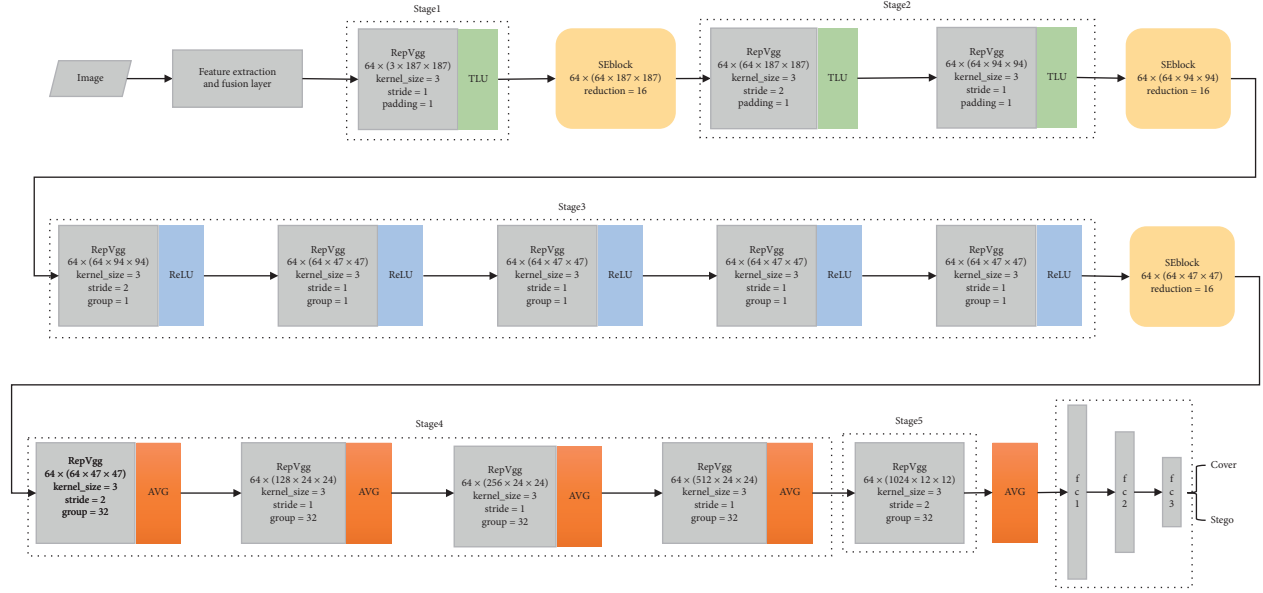 Stage1
Stage2
Image
Feature extraction
and fusion layer
RepVgg
64 × (3 × 187 × 187)
kernel_size = 3
stride = 1
padding = 1
TLU
SEblock
64 × (64 × 187 × 187)
reduction = 16
RepVgg
64 × (64 × 187 × 187)
kernel_size = 3
stride = 2
padding = 1
TLU
RepVgg
64 × (64 × 94 × 94)
kernel_size = 3
stride = 1
padding = 1
TLU
SEblock
64 × (64 × 94 × 94)
reduction = 16
Stage3
RepVgg
64 × (64 × 94 × 94)
kernel_size = 3
stride = 2
group = 1
ReLU
RepVgg
64 × (64 × 47 × 47)
kernel_size = 3
stride = 1
group = 1
ReLU
RepVgg
64 × (64 × 47 × 47)
kernel_size = 3
stride = 1
group = 1
ReLU
RepVgg
64 × (64 × 47 × 47)
kernel_size = 3
stride = 1
group = 1
ReLU
RepVgg
64 × (64 × 47 × 47)
kernel_size = 3
stride = 1
group = 1
ReLU
SEblock
64 × (64 × 47 × 47)
reduction = 16
Stage4
RepVgg
64 × (64 × 47 × 47)
kernel_size = 3
stride = 2
group = 32
AVG
RepVgg
64 × (128 × 24 × 24)
kernel_size = 3
stride = 1
group = 32
AVG
RepVgg
64 × (256 × 24 × 24)
kernel_size = 3
stride = 1
group = 32
AVG
RepVgg
64 × (512 × 24 × 24)
kernel_size = 3
stride = 1
group = 32
AVG
Stage5
RepVgg
64 × (1024 × 12 × 12)
kernel_size = 3
stride = 2
group = 32
AVG
f
c
1
f
c
2
f
c
3
Cover
Stego